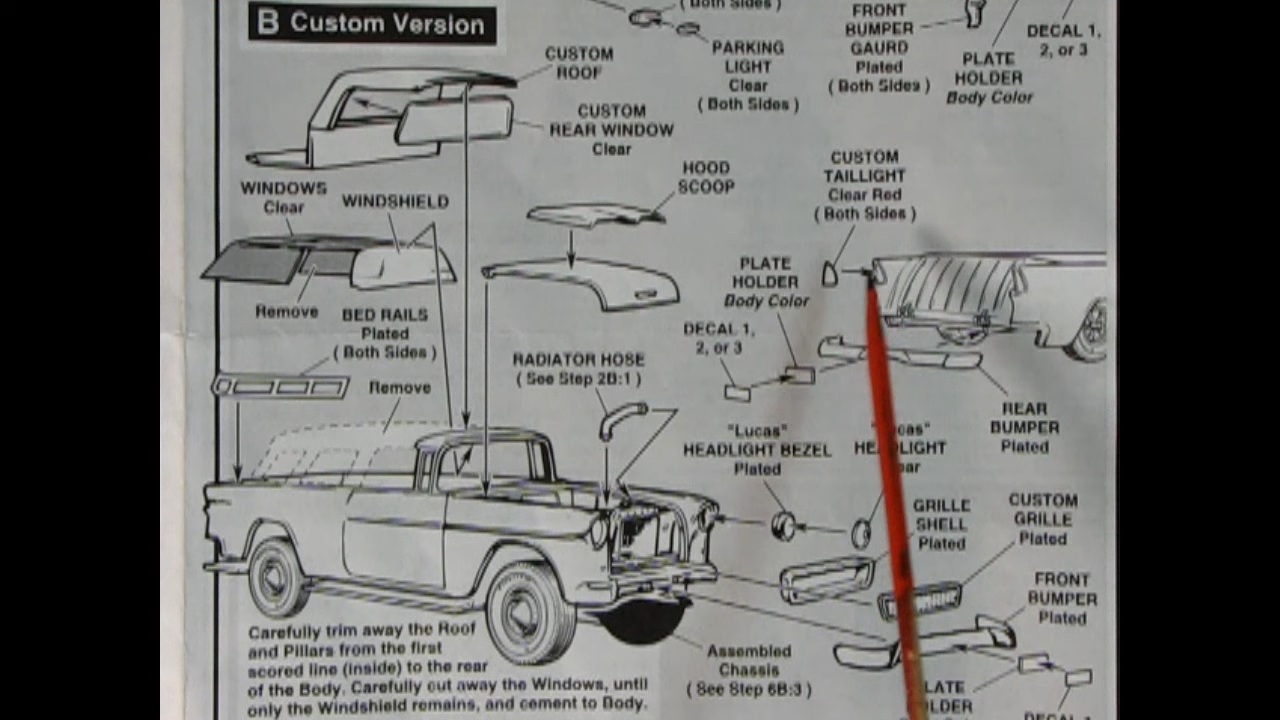 B Custom Version
( Both Sides )
PARKING
LIGHT
Clear
( Both Sides )
FRONT
BUMPER
GAURD
Plated
( Both Sides )
PLATE
HOLDER
Body Color
DECAL 1,
2, or 3
CUSTOM
ROOF
CUSTOM
REAR WINDOW
Clear
HOOD
SCOOP
CUSTOM
TAILLIGHT
Clear Red
( Both Sides )
WINDOWS
Clear
WINDSHIELD
Remove
BED RAILS
Plated
( Both Sides )
Remove
PLATE
HOLDER
Body Color
DECAL 1,
2, or 3
RADIATOR HOSE
( See Step 2B:1 )
REAR
BUMPER
Plated
"Lucas"
HEADLIGHT BEZEL
Plated
GRILLE
SHELL
Plated
CUSTOM
GRILLE
Plated
FRONT
BUMPER
Plated
Assembled
Chassis
( See Step 6B:3 )
Carefully trim away the Roof
and Pillars from the first
scored line (inside) to the rear
of the Body. Carefully cut away the Windows, until
only the Windshield remains, and cement to Body.